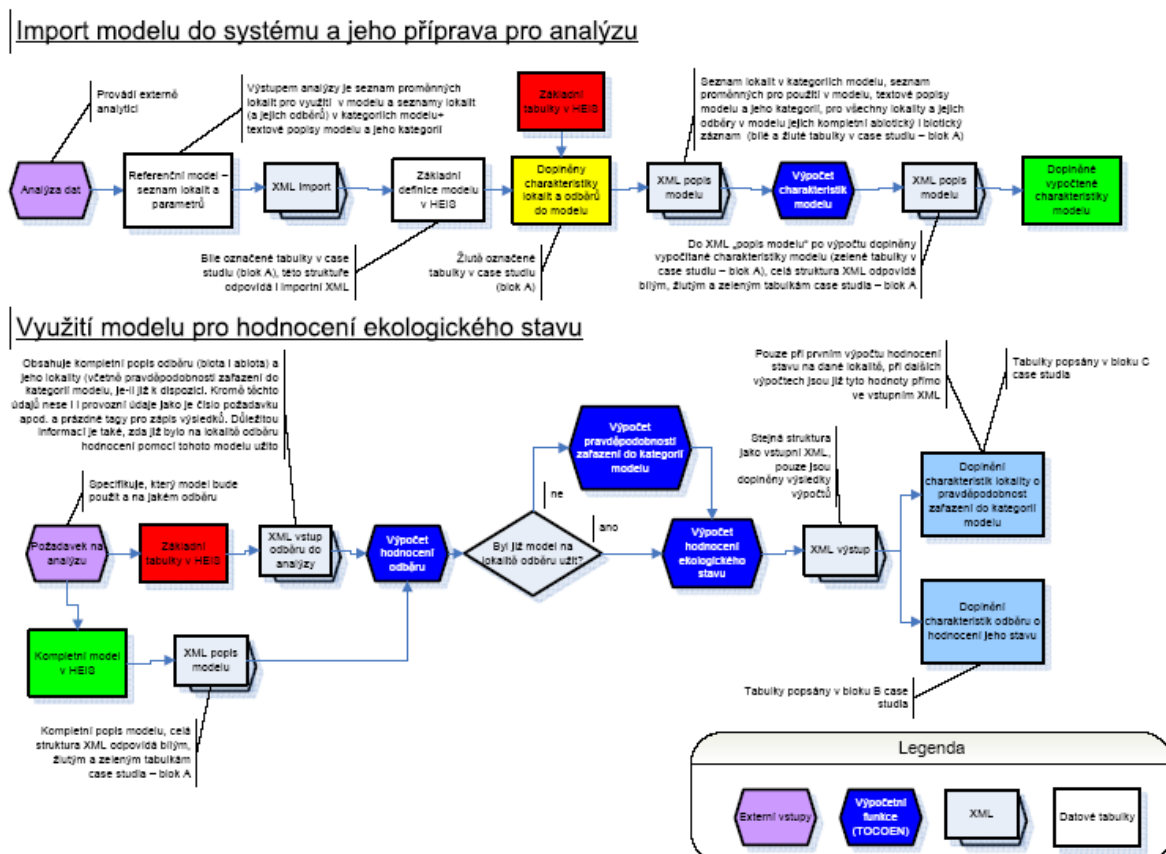 Import modelu do systému a jeho příprava pro analýzu
Provádí externě
analytici
Výstupem analýzy je seznam proměnných
lokalit pro využití v modelu a seznamy lokalit
(a jejich odběrů) v kategoriích modelu+
textové popisy modelu a jeho kategorií
Základní
tabulky v HEIS
Seznam lokalit v kategoriích modelu, seznam
proměnných pro použití v modelu, textové popisy
modelu a jeho kategorií, pro všechny lokality a jejich
odběry v modelu jejich kompletní abiotický i biotický
záznam (bílé a žluté tabulky v case studiu – blok A)
Analýza dat
Referenční model –
seznam lokalit a
parametrů
XML import
Základní
definice modelu
v HEIS
Doplněny
charakteristiky
lokalit a odběrů
do modelu
XML popis
modelu
Výpočet
charakteristik
modelu
XML popis
modelu
Doplněné
vypočtené
charakteristiky
modelu
Bíle označené tabulky v case
studiu (blok A), této struktuře
odpovídá i importní XML
Žlutě označené
tabulky v case studiu
(blok A)
Do XML „popis modelu“ po výpočtu doplněny
vypočítané charakteristiky modelu (zelené tabulky v
case studiu – blok A), celá struktura XML odpovídá
bílým, žlutým a zeleným tabulkám case studia – blok A
Využití modelu pro hodnocení ekologického stavu
Obsahuje kompletní popis odběru (biota i abiota) a
jeho lokality (včetně pravděpodobnosti zařazení do
kategorií modelu, je-li již k dispozici. Kromě těchto
údajů nese i i provozní údaje jako je číslo požadavku
apod. a prázdné tagy pro zápis výsledků. Důležitou
informací je také, zda již bylo na lokalitě odběru
hodnocení pomocí tohoto modelu užito
Pouze při prvním výpočtu hodnocení
stavu na dané lokalitě, při dalších
výpočtech jsou již tyto hodnoty přímo
ve vstupním XML
Tabulky popsány v bloku C
case studia
Specifikuje, který model bude
použit a na jakém odběru
Výpočet
pravděpodobnosti
zařazení do kategorií
modelu
Stejná struktura
jako vstupní XML,
pouze jsou
doplněny výsledky
výpočtů
Doplnění
charakteristik lokality o
pravděpodobnost
zařazení do kategorií
modelu
ne
ano
Požadavek na
analýzu
Základní
tabulky v HEIS
XML vstup
odběru do
analýzy
Výpočet
hodnocení
odběru
Byl již model na
lokalitě odběru užit?
Výpočet
hodnocení
ekologického
stavu
XML výstup
Doplnění
charakteristik odběru o
hodnocení jeho stavu
Kompletní model
v HEIS
XML popis
modelu
Tabulky popsány v bloku B case
studia
Kompletní popis modelu, celá
struktura XML odpovídá bílým,
žlutým a zeleným tabulkám
case studia – blok A
Legenda
Externí vstupy
Výpočetní
funkce
(TOCOEN)
XML
Datové tabulky